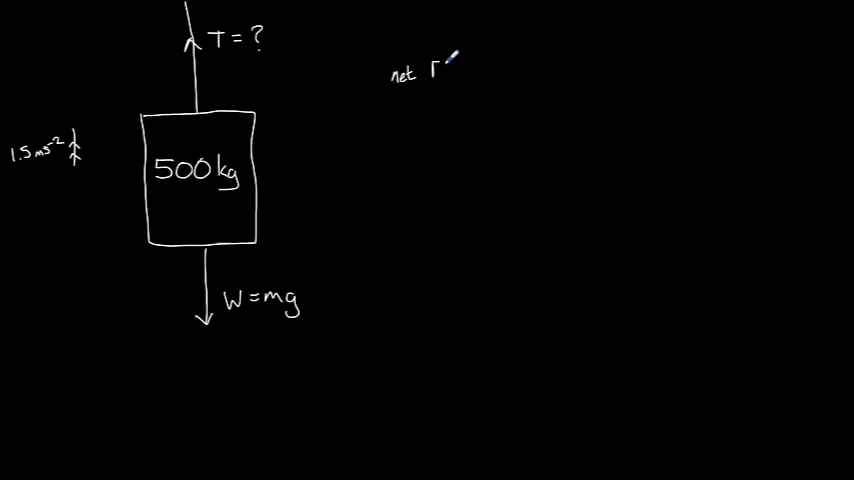 T = ?
net
1.5ms⁻²
500kg
W = mg